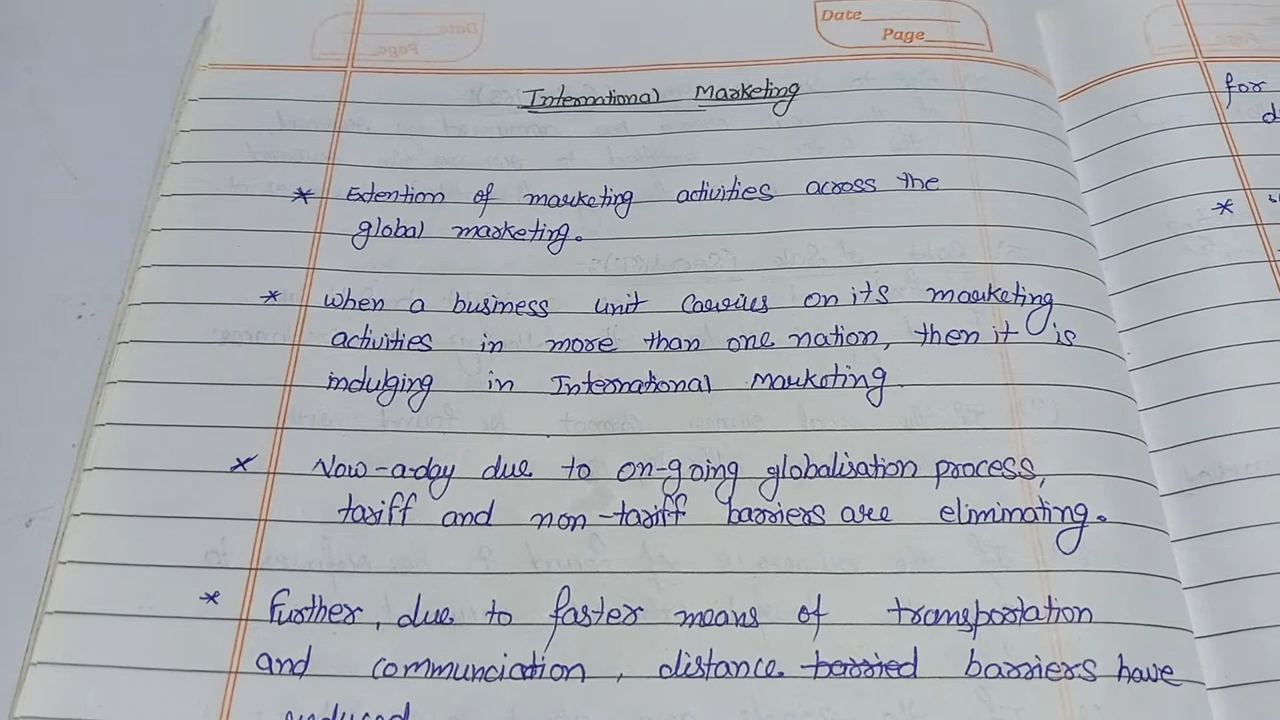 Date
Page
International Marketing
* Extention of marketing activities across the
global marketing.
* When a business unit carries on its marketing
activities in more than one nation, then it is
indulging in International Marketing
* Now-a-day due to on-going globalisation process,
tariff and non-tariff barriers are eliminating.
* Further, due to faster means of transportation
and communciation, distance barried barriers have
reduced
for
*